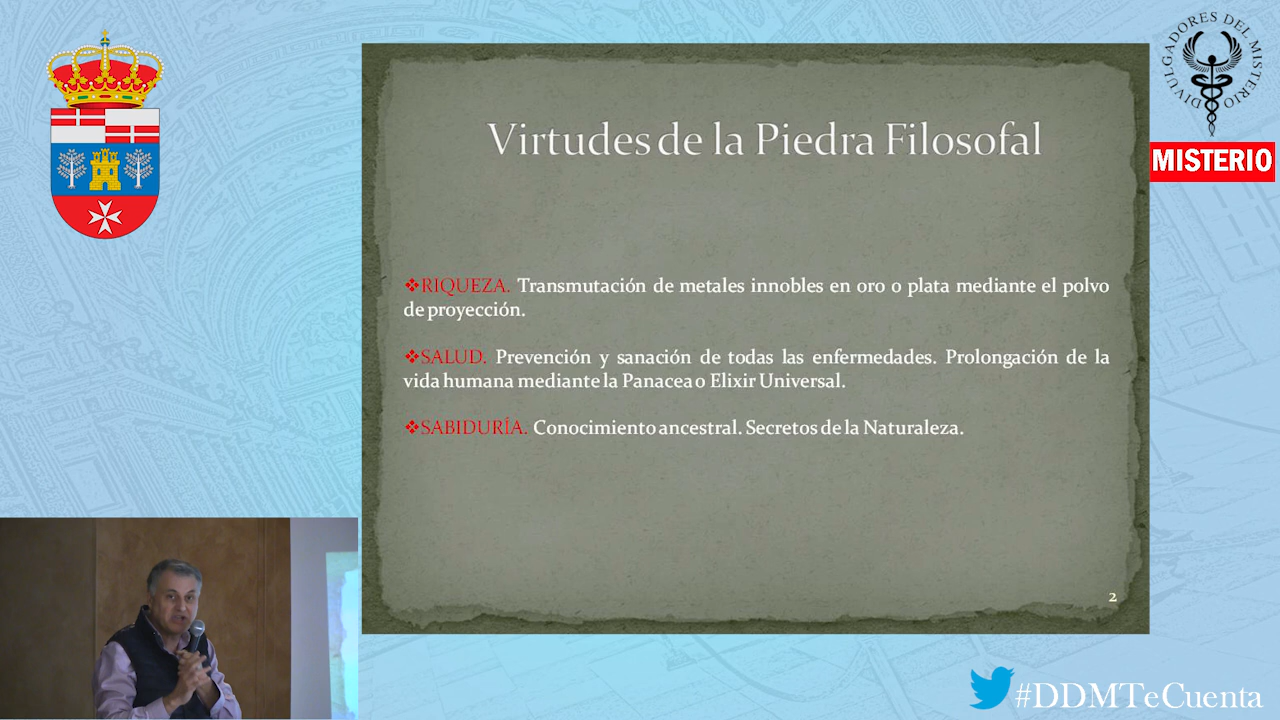 Virtudes de la Piedra Filosofal
❖RIQUEZA. Transmutación de metales innobles en oro o plata mediante el polvo
de proyección.
❖SALUD. Prevención y sanación de todas las enfermedades. Prolongación de la
vida humana mediante la Panacea o Elixir Universal.
❖SABIDURÍA. Conocimiento ancestral. Secretos de la Naturaleza.
2
DIVULGADORES DEL MISTERIO
MISTERIO
#DDMTeCuenta